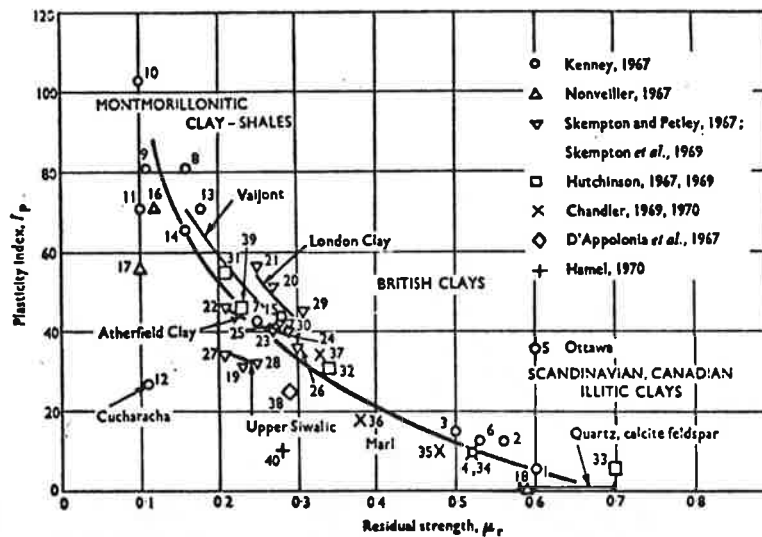 120
100
80
60
40
20
0
Plasticity Index, Ip
0
0.1
0.2
0.3
0.4
0.5
0.6
0.7
0.8
Residual strength, μr
Kenney, 1967
Nonveiller, 1967
Skempton and Petley, 1967;
Skempton et al., 1969
Hutchinson, 1967, 1969
Chandler, 1969, 1970
D'Appolonia et al., 1967
Hamel, 1970
10
MONTMORILLONITIC
CLAY-SHALES
9
8
11
16
13
Vaijont
14
39
London Clay
17
31
21
20
BRITISH CLAYS
22
7
15
29
Atherfield Clay
30
25
23
24
5 Ottawa
27
37
SCANDINAVIAN, CANADIAN
ILLITIC CLAYS
19
28
26
32
12
38
Cucharacha
Upper Siwalic
36
3
6
2
Marl
Quartz, calcite feldspar
40
35
4,34
33
18
1